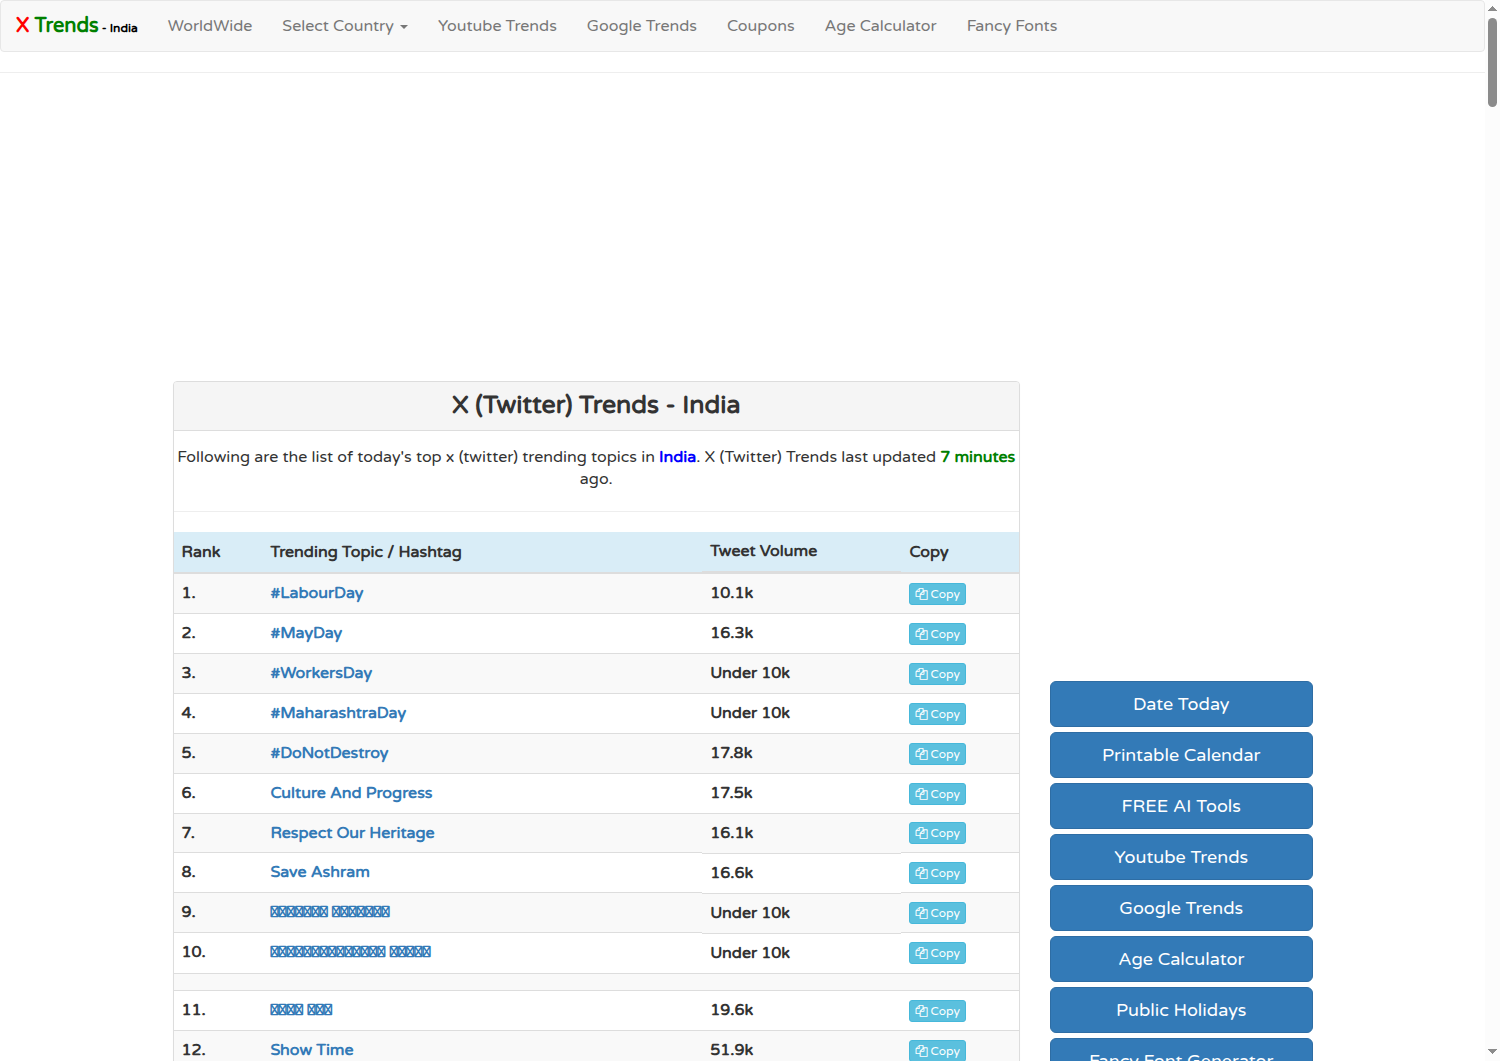 X Trends - India
WorldWide
Select Country
Youtube Trends
Google Trends
Coupons
Age Calculator
Fancy Fonts
X (Twitter) Trends - India
Following are the list of today's top x (twitter) trending topics in India. X (Twitter) Trends last updated 7 minutes
ago.
Rank Trending Topic / Hashtag Tweet Volume Copy
1. #LabourDay 10.1k Copy
2. #MayDay 16.3k Copy
3. #WorkersDay Under 10k Copy
4. #MaharashtraDay Under 10k Copy
5. #DoNotDestroy 17.8k Copy
6. Culture And Progress 17.5k Copy
7. Respect Our Heritage 16.1k Copy
8. Save Ashram 16.6k Copy
9. Under 10k Copy
10. Under 10k Copy
11. 19.6k Copy
12. Show Time 51.9k Copy
Date Today
Printable Calendar
FREE AI Tools
Youtube Trends
Google Trends
Age Calculator
Public Holidays
Fancy Font Generator